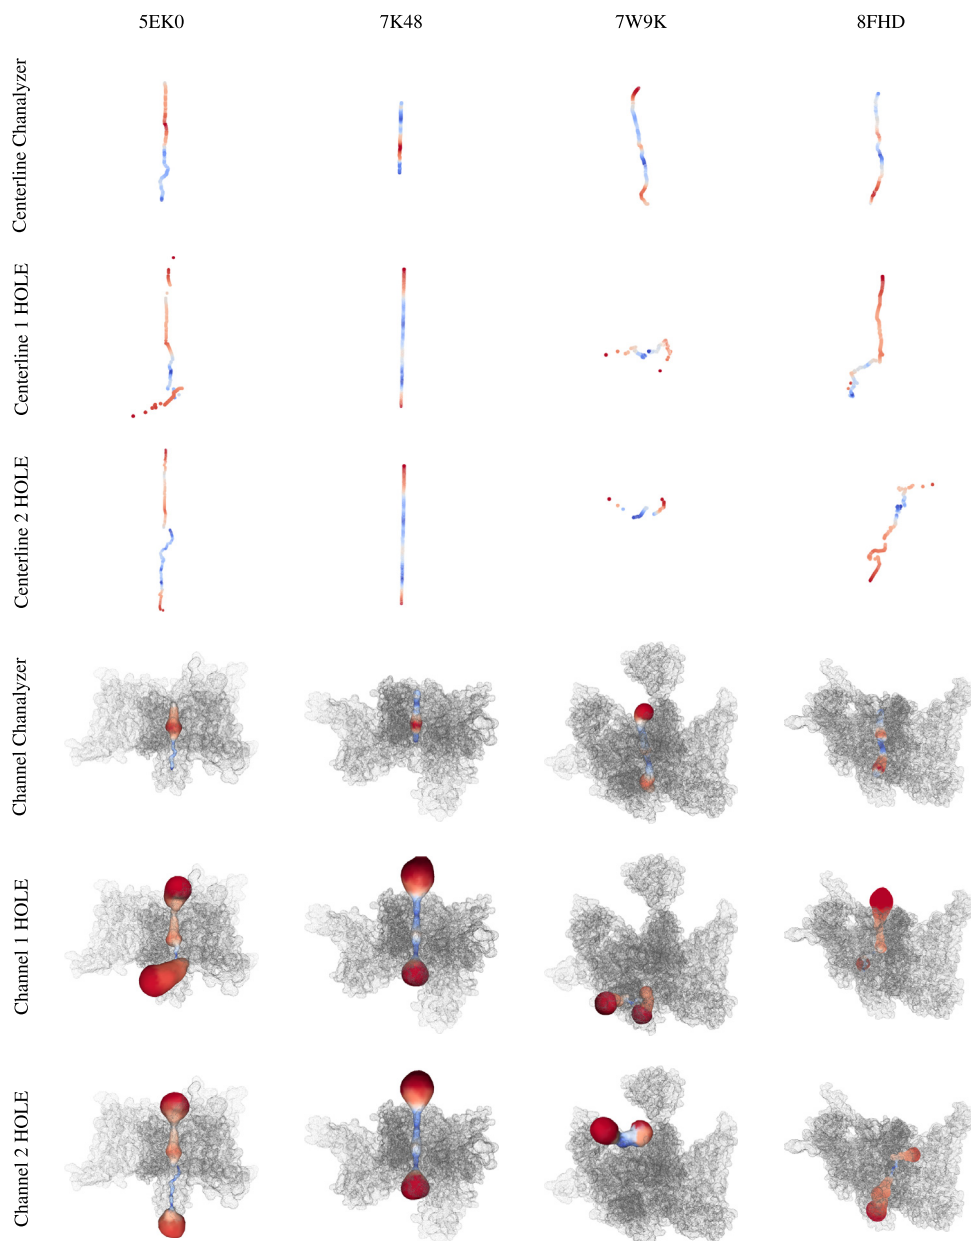 5EK0 7K48 7W9K 8FHD
Centerline Chanalyzer
Centerline 1 HOLE
Centerline 2 HOLE
Channel Chanalyzer
Channel 1 HOLE
Channel 2 HOLE